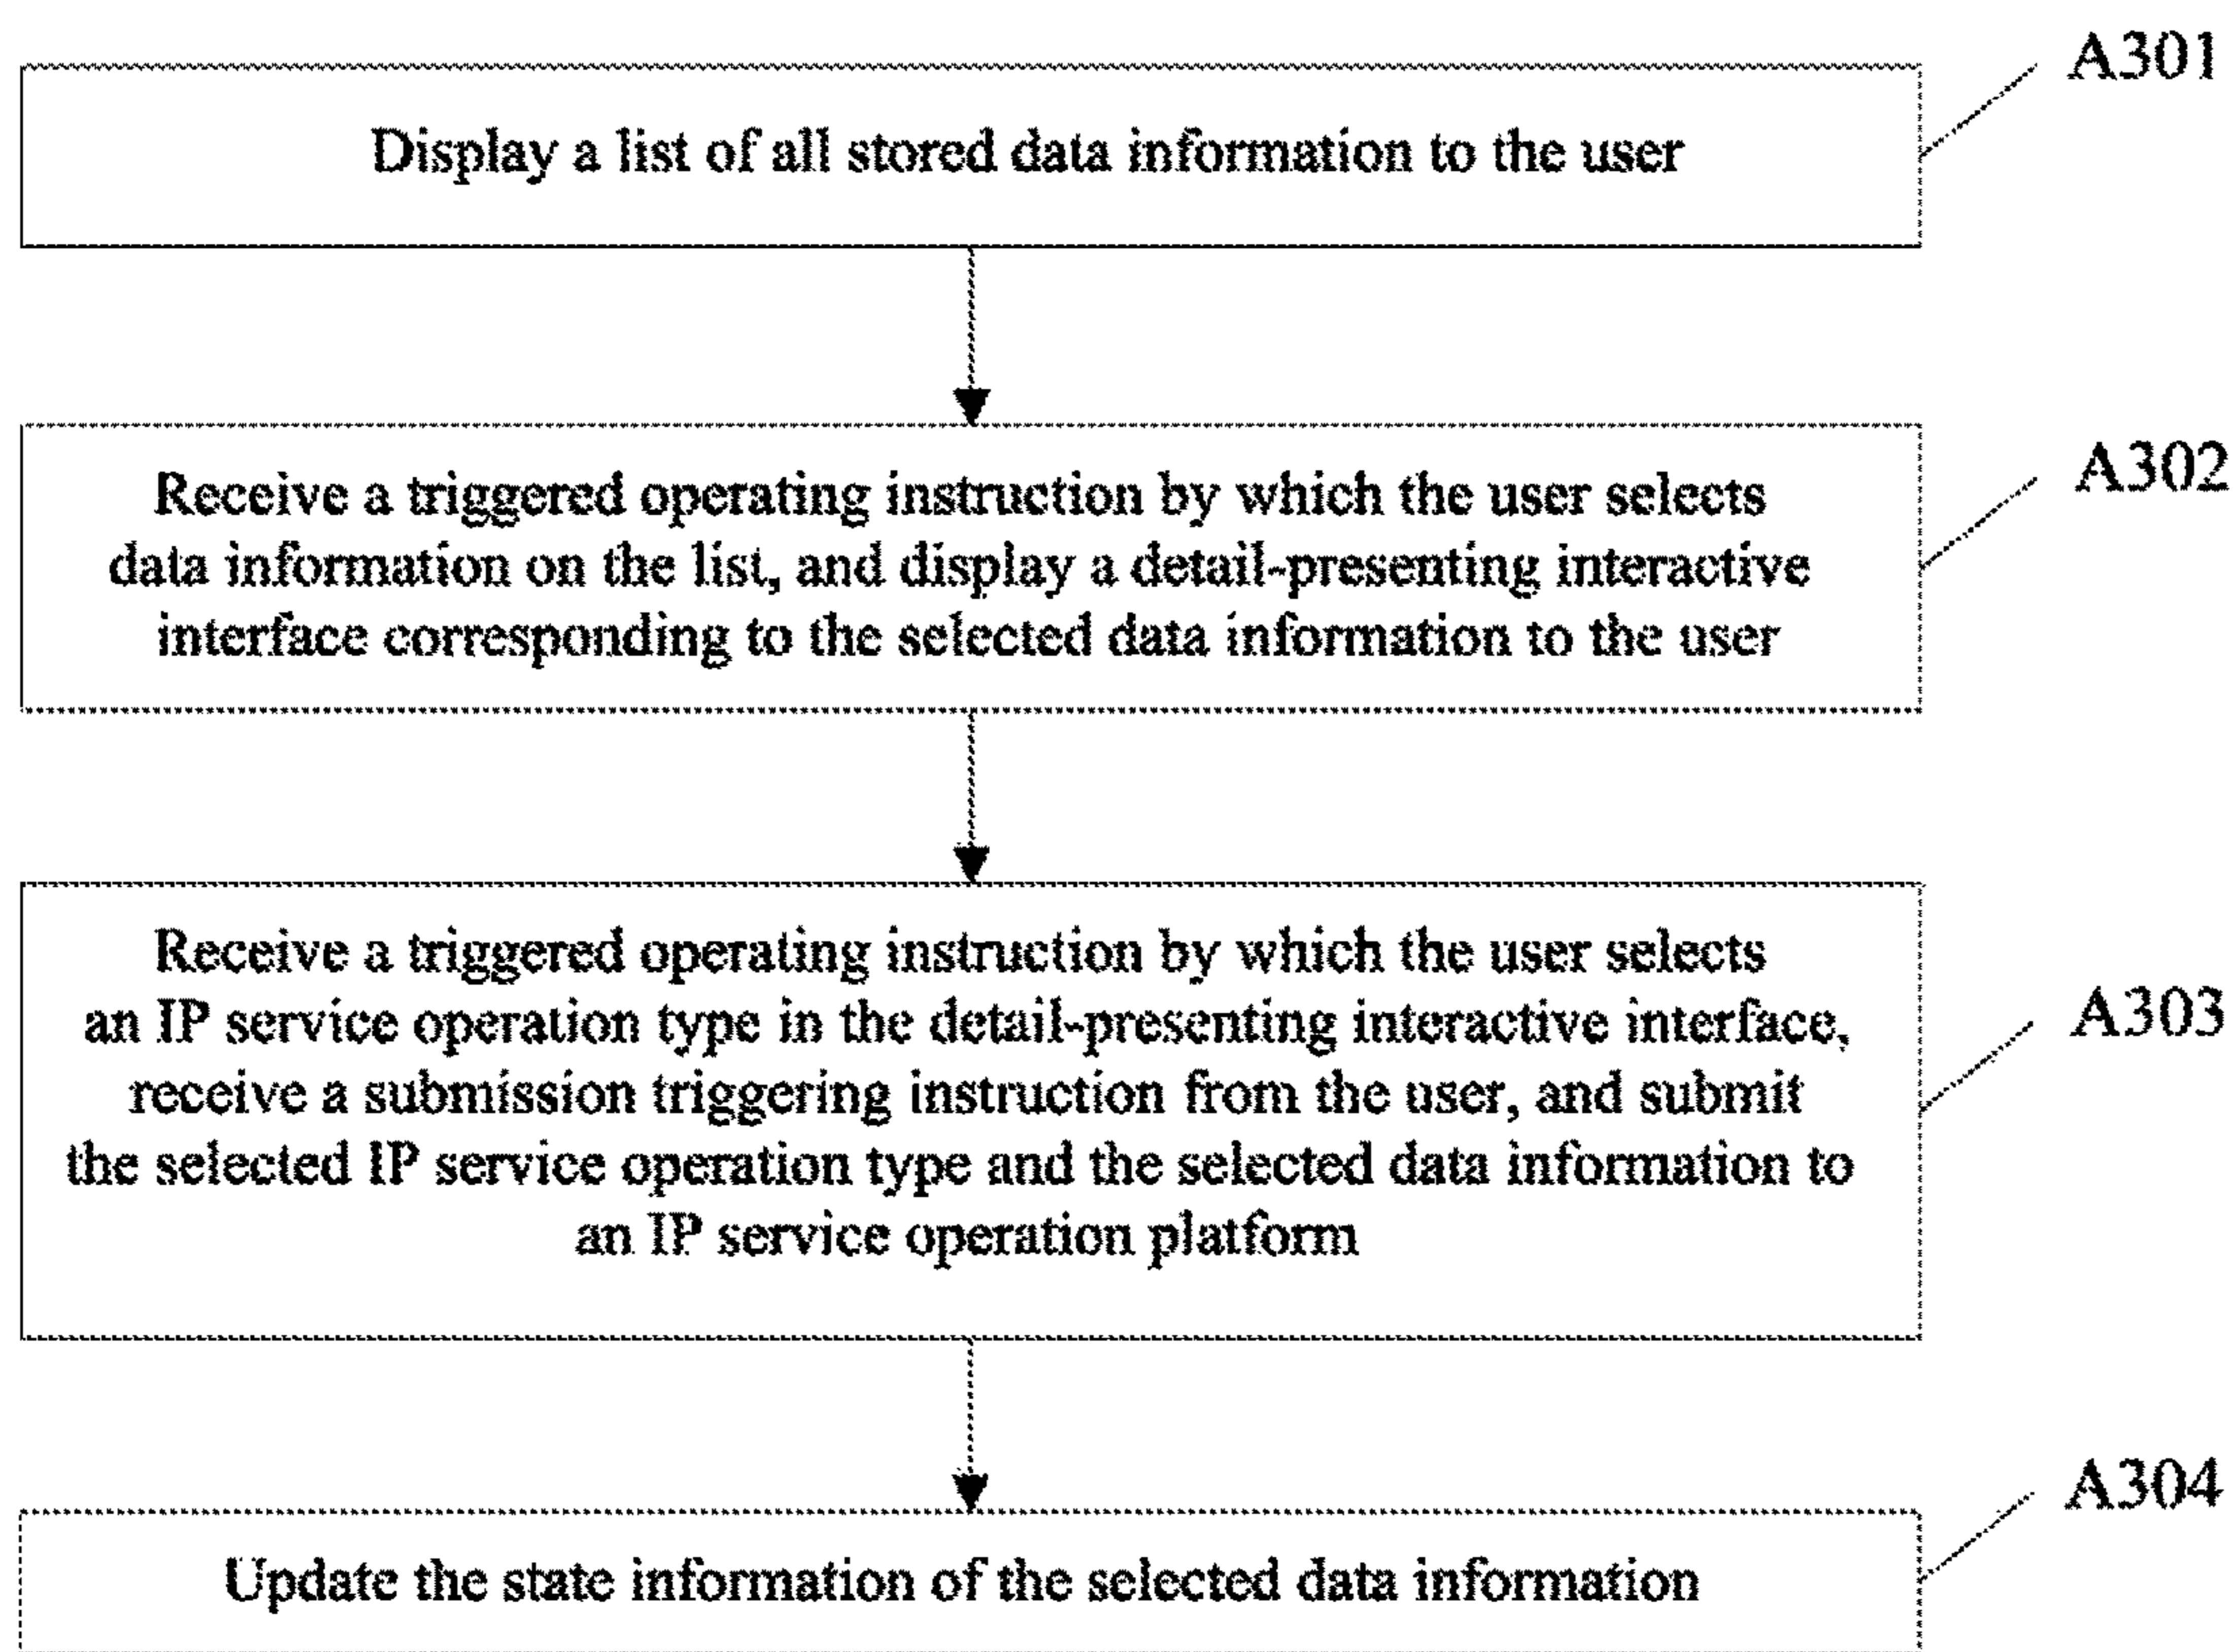 A301
Display a list of all stored data information to the user
A302
Receive a triggered operating instruction by which the user selects
data information on the list, and display a detail-presenting interactive
interface corresponding to the selected data information to the user
Receive a triggered operating instruction by which the user selects
an IP service operation type in the detail-presenting interactive interface,
A303
receive a submission triggering instruction from the user, and submit
the selected IP service operation type and the selected data information to
an IP service operation platform
A304
Update the state information of the selected data information